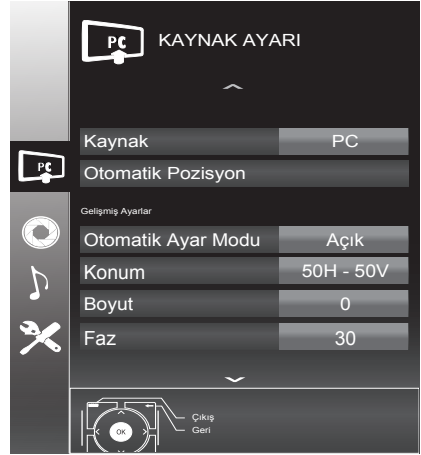 PC KAYNAK AYARI
Kaynak PC
PC
Otomatik Pozisyon
Gelişmiş Ayarlar
Otomatik Ayar Modu Açık
Konum 50H - 50V
Boyut 0
Faz 30
Çıkış
Geri
OK